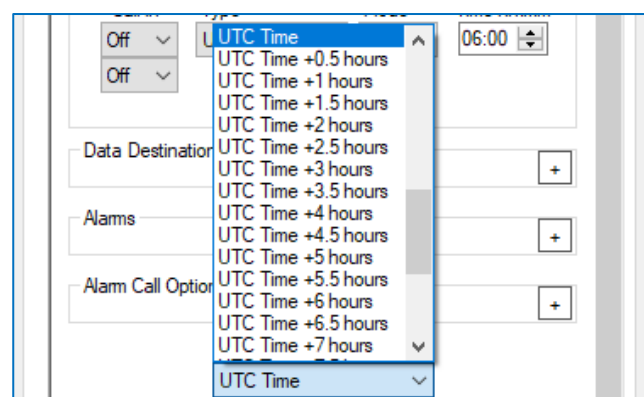 Off
U
UTC Time
06:00
UTC Time +0.5 hours
Off
UTC Time +1 hours
UTC Time +1.5 hours
UTC Time +2 hours
Data Destination
UTC Time +2.5 hours
UTC Time +3 hours
+
UTC Time +3.5 hours
Alarms
UTC Time +4 hours
UTC Time +4.5 hours
+
UTC Time +5 hours
UTC Time +5.5 hours
Alarm Call Option
UTC Time +6 hours
+
UTC Time +6.5 hours
UTC Time +7 hours
UTC Time